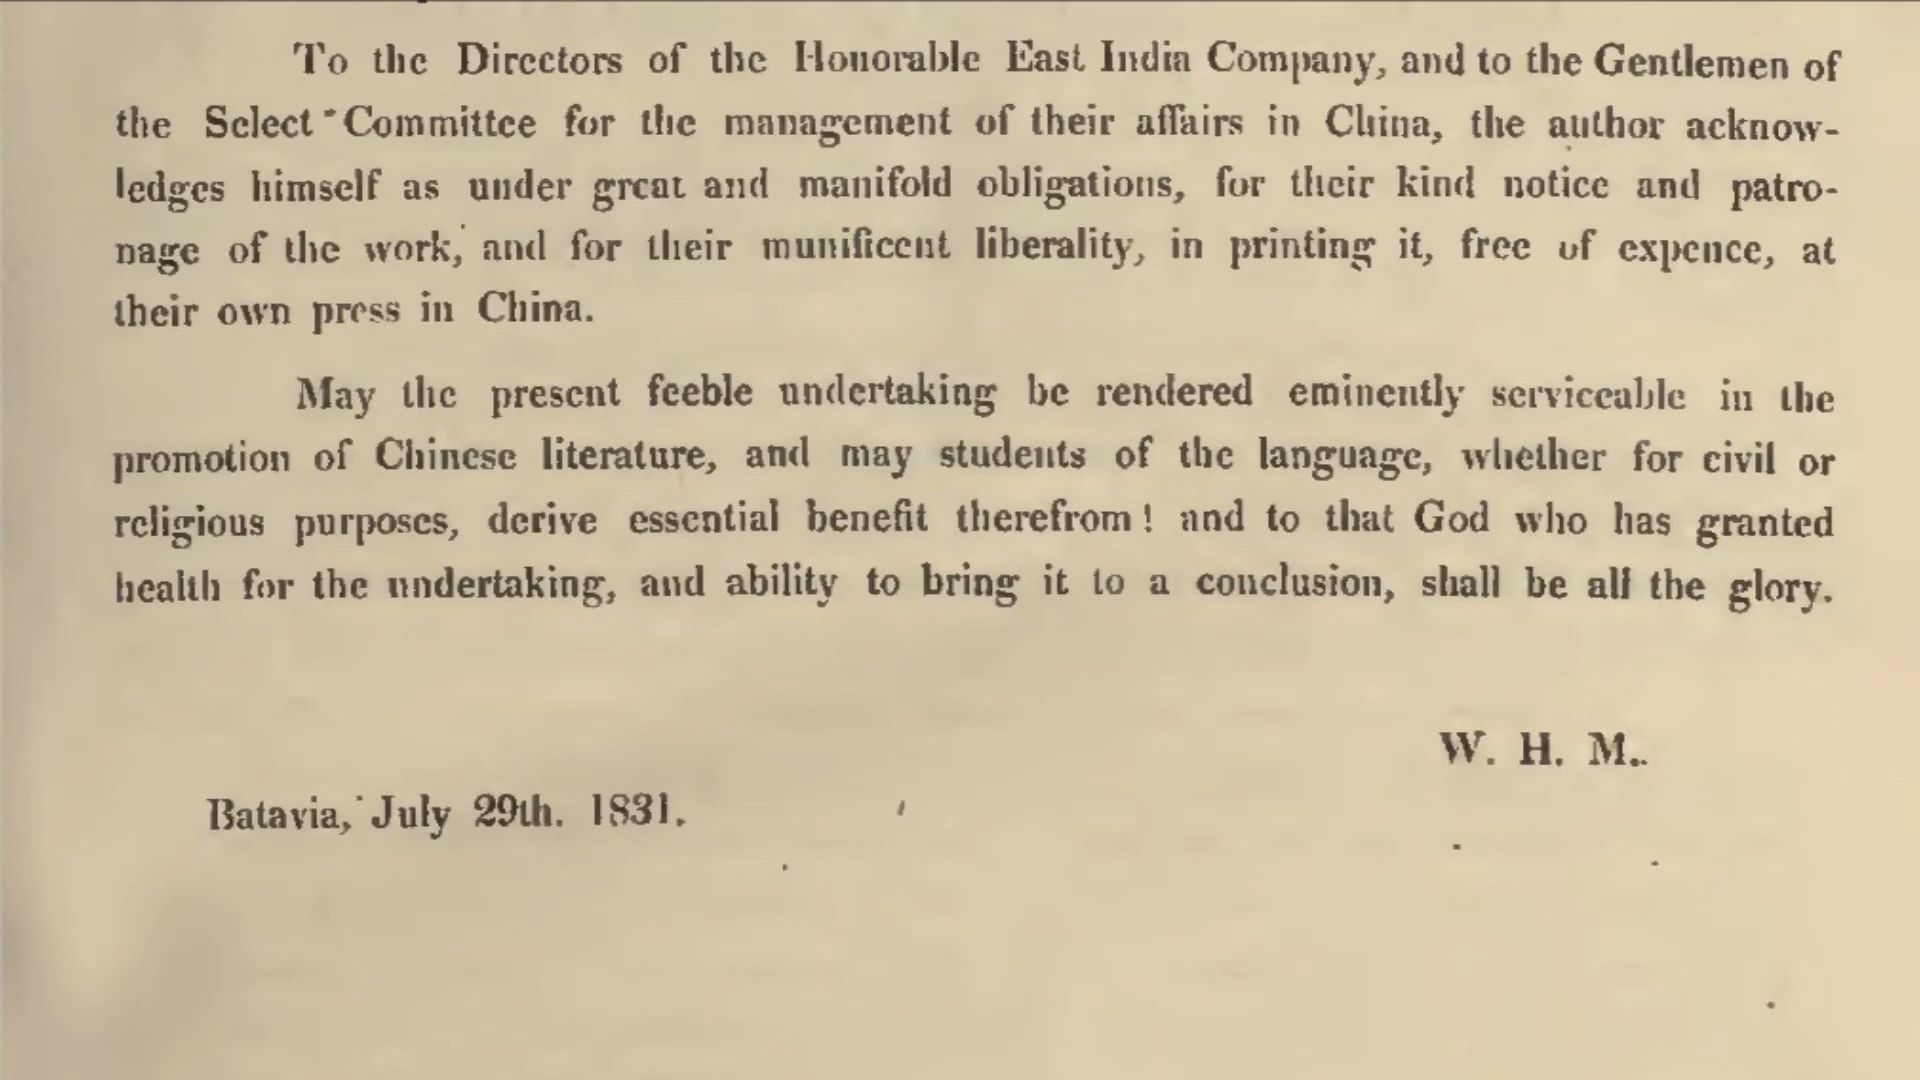 To the Directors of the Honorable East India Company, and to the Gentlemen of
the Select Committee for the management of their affairs in China, the author acknow-
ledges himself as under great and manifold obligations, for their kind notice and patro-
nage of the work, and for their munificent liberality, in printing it, free of expence, at
their own press in China.
May the present feeble undertaking be rendered eminently serviceable in the
promotion of Chinese literature, and may students of the language, whether for civil or
religious purposes, derive essential benefit therefrom! and to that God who has granted
health for the undertaking, and ability to bring it to a conclusion, shall be all the glory.
W. H. M.
Batavia, July 29th. 1831.